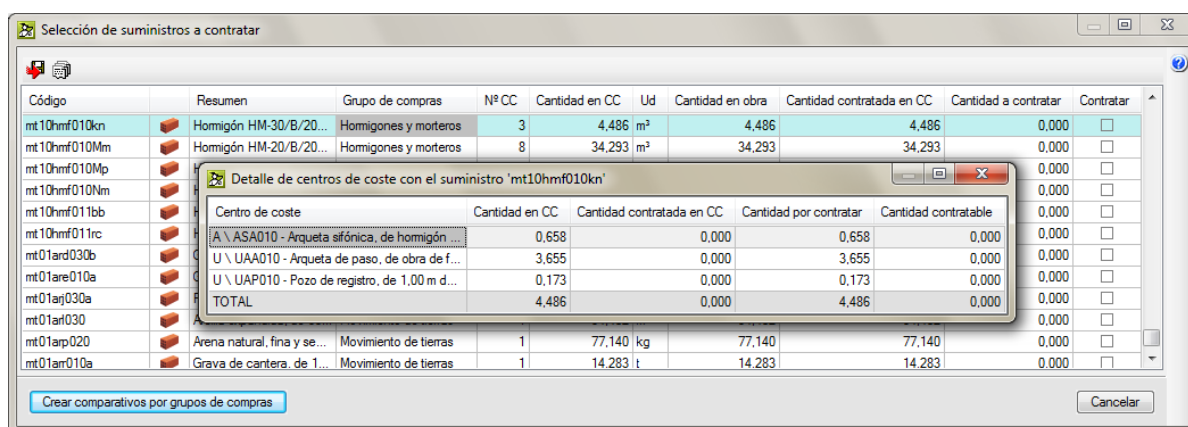 Selección de suministros a contratar
Código Resumen Grupo de compras Nº CC Cantidad en CC Ud Cantidad en obra Cantidad contratada en CC Cantidad a contratar Contratar
mt10hmf010kn Hormigón HM-30/B/20... Hormigones y morteros 3 4,486 m³ 4,486 4,486 0,000
mt10hmf010Mm Hormigón HM-20/B/20... Hormigones y morteros 8 34,293 m³ 34,293 34,293 0,000
mt10hmf010Mp 0,000
mt10hmf010Nm 0,000
mt10hmf011bb 0,000
mt10hmf011rc 0,000
mt01ard030b 0,000
mt01are010a 0,000
mt01arj030a 0,000
mt01arl030 0,000
mt01arp020 Arena natural, fina y se... Movimiento de tierras 1 77,140 kg 77,140 77,140 0,000
mt01arr010a Grava de cantera, de 1... Movimiento de tierras 1 14,283 t 14,283 14,283 0,000
Detalle de centros de coste con el suministro 'mt10hmf010kn'
Centro de coste Cantidad en CC Cantidad contratada en CC Cantidad por contratar Cantidad contratable
A \ ASA010 - Arqueta sifónica, de hormigón ... 0,658 0,000 0,658 0,000
U \ UAA010 - Arqueta de paso, de obra de f... 3,655 0,000 3,655 0,000
U \ UAP010 - Pozo de registro, de 1,00 m d... 0,173 0,000 0,173 0,000
TOTAL 4,486 0,000 4,486 0,000
Crear comparativos por grupos de compras Cancelar